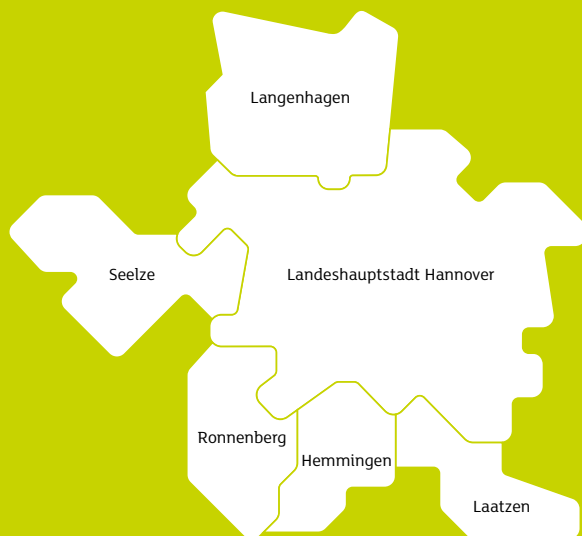 Langenhagen
Seelze
Landeshauptstadt Hannover
Ronnenberg
Hemmingen
Laatzen